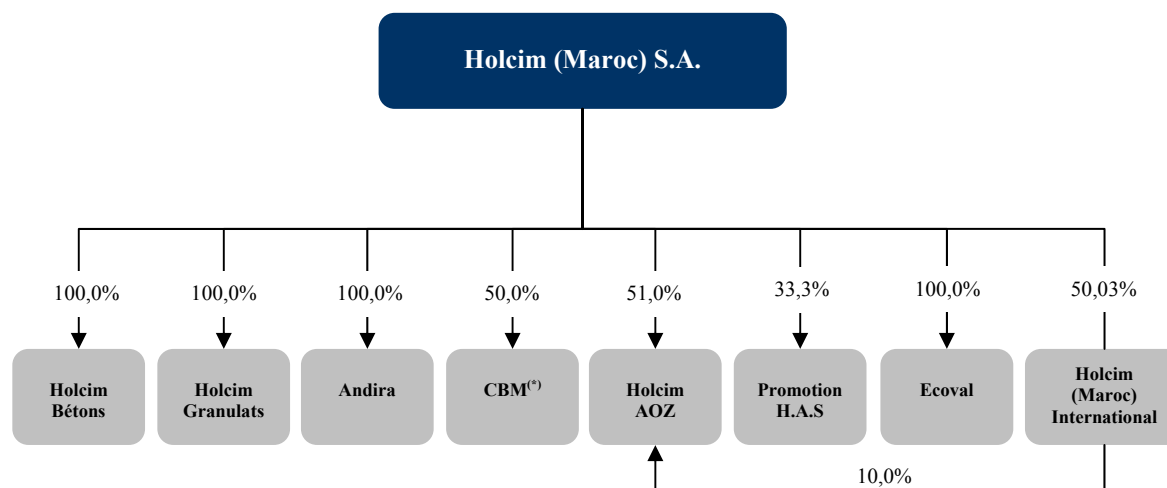 Holcim (Maroc) S.A.
100,0%
100,0%
100,0%
50,0%
51,0%
33,3%
100,0%
50,03%
Holcim
Bétons
Holcim
Granulats
Andira
CBM(*)
Holcim
AOZ
Promotion
H.A.S
Ecoval
Holcim
(Maroc)
International
10,0%